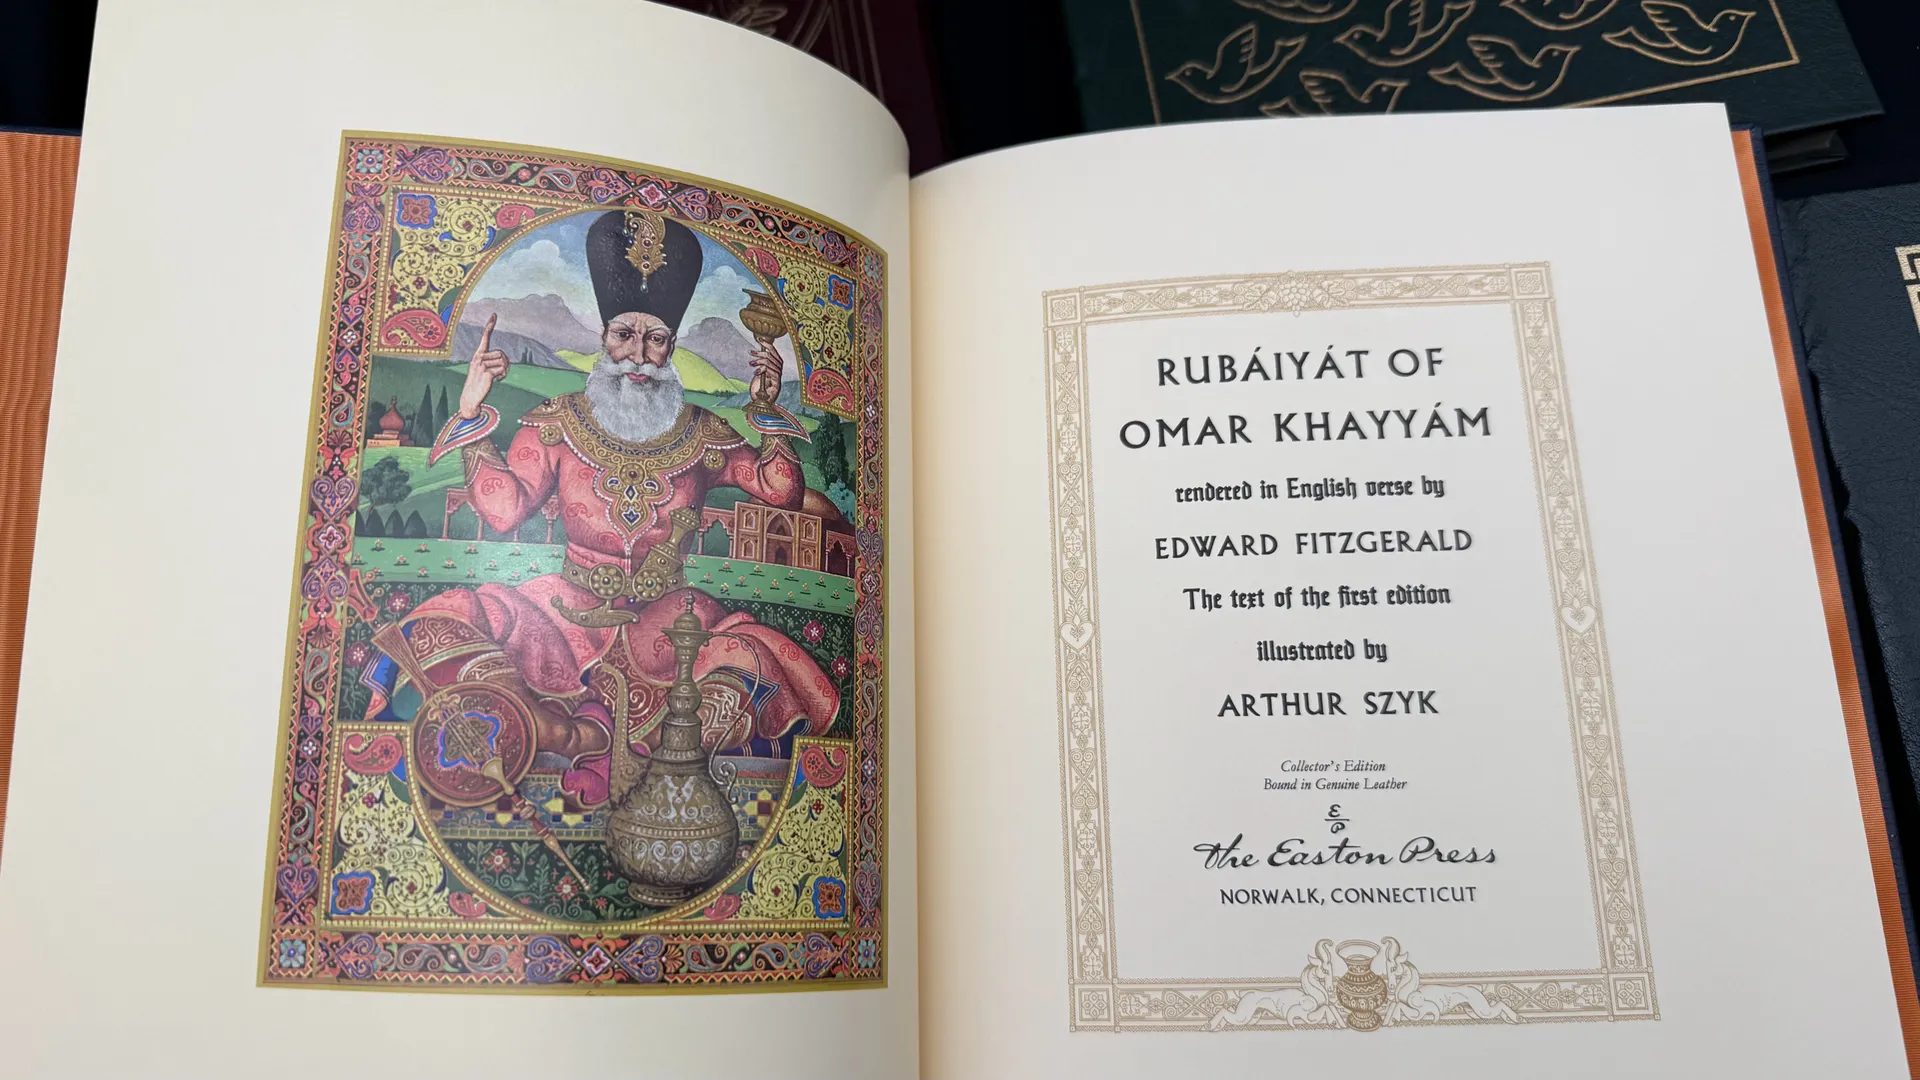 RUBÁIYÁT OF
OMAR KHAYYÁM
rendered in English verse by
EDWARD FITZGERALD
The text of the first edition
illustrated by
ARTHUR SZYK
Collector's Edition
Bound in Genuine Leather
E
P
The Easton Press
NORWALK, CONNECTICUT